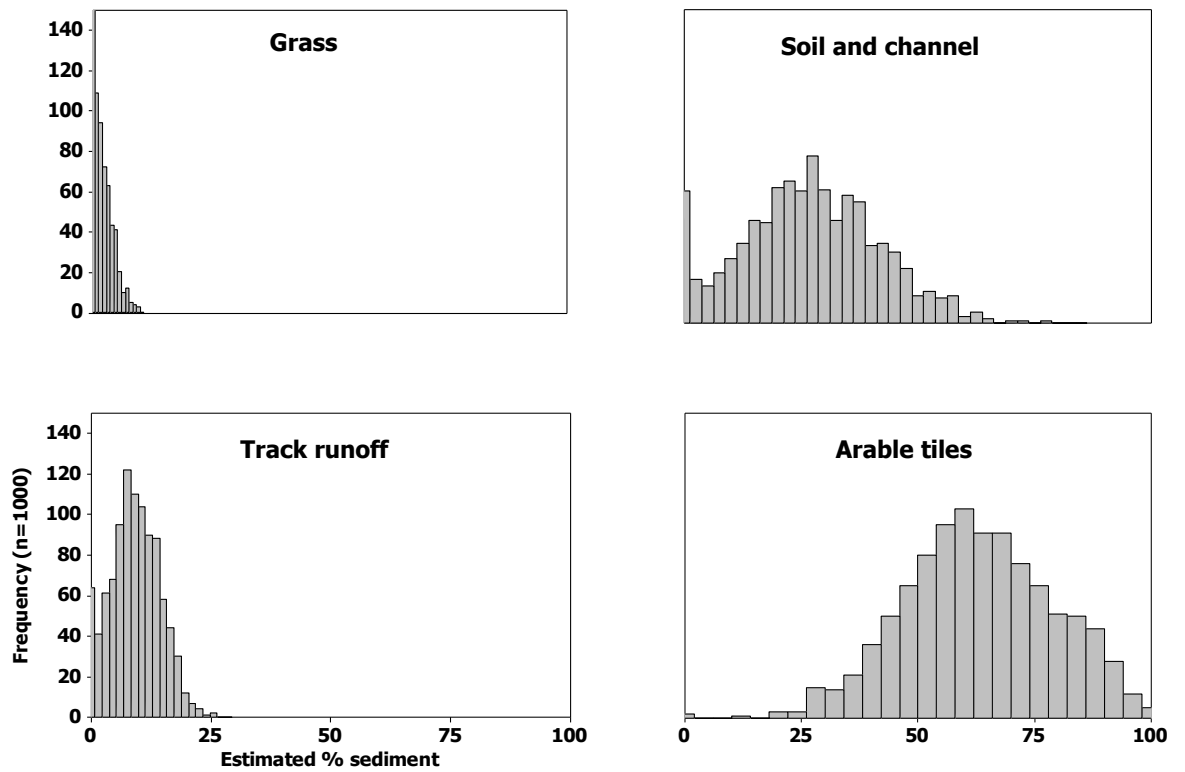 Grass
140
120
100
80
60
40
20
0
Soil and channel
Track runoff
Frequency (n=1000)
140
120
100
80
60
40
20
0
0 25 50 75 100
Estimated % sediment
Arable tiles
0 25 50 75 100